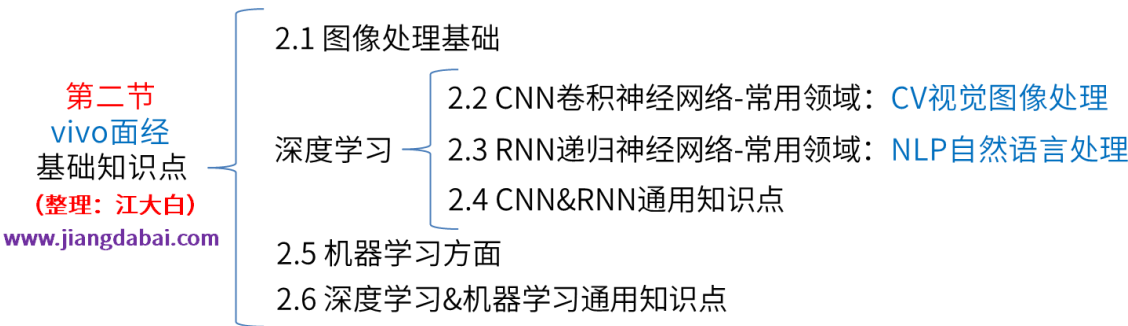 第二节
vivo面经
基础知识点
（整理：江大白）
www.jiangdabai.com
2.1 图像处理基础
深度学习
2.2 CNN卷积神经网络-常用领域：CV视觉图像处理
2.3 RNN递归神经网络-常用领域：NLP自然语言处理
2.4 CNN&RNN通用知识点
2.5 机器学习方面
2.6 深度学习&机器学习通用知识点